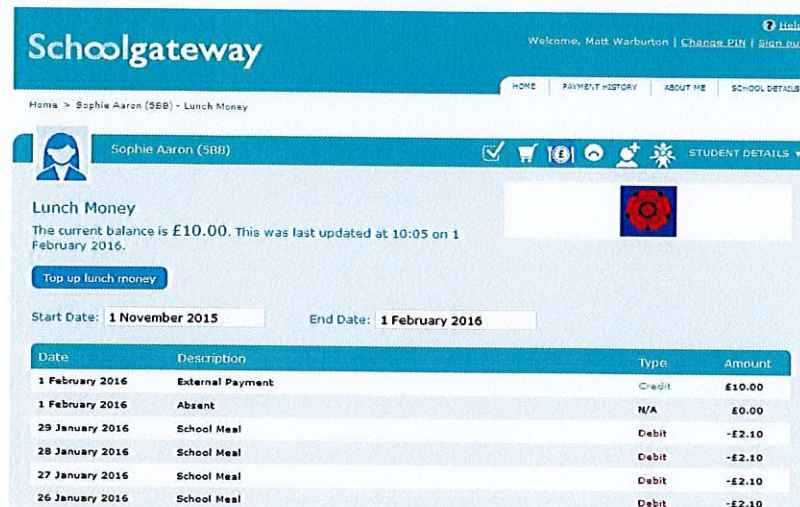 Help
Schoolgateway
Welcome, Matt Warburton | Change PIN | Sign out
HOME PAYMENT HISTORY ABOUT ME SCHOOL DETAILS
Home > Sophie Aaron (5BB) - Lunch Money
Sophie Aaron (5BB) STUDENT DETAILS
Lunch Money
The current balance is £10.00. This was last updated at 10:05 on 1
February 2016.
Top up lunch money
Start Date: 1 November 2015 End Date: 1 February 2016
Date Description Type Amount
1 February 2016 External Payment Credit £10.00
1 February 2016 Absent N/A £0.00
29 January 2016 School Meal Debit -£2.10
28 January 2016 School Meal Debit -£2.10
27 January 2016 School Meal Debit -£2.10
26 January 2016 School Meal Debit -£2.10